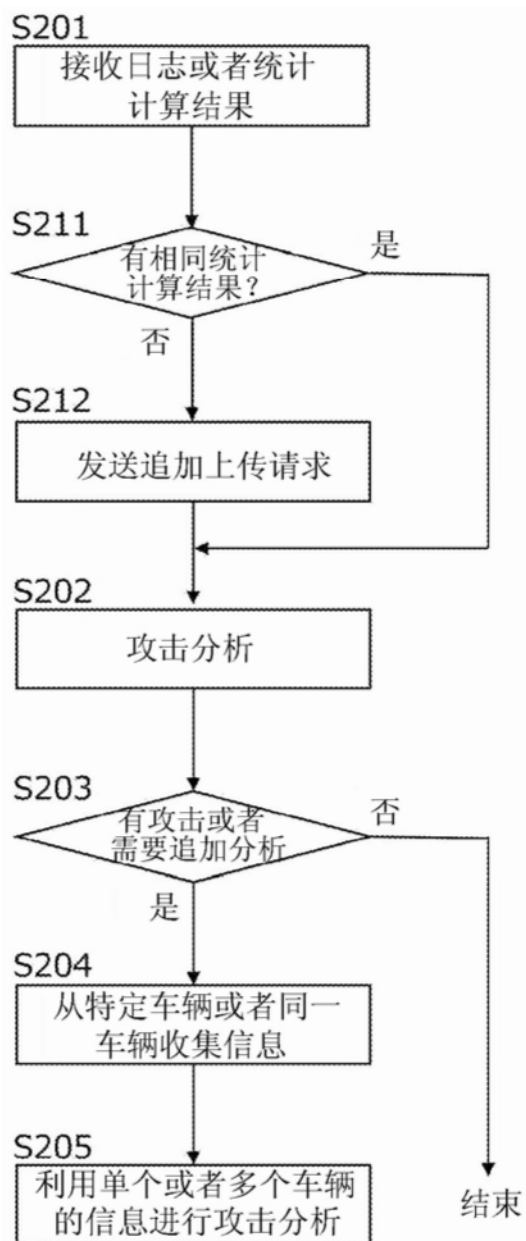 S201
接收日志或者统计
计算结果
S211
有相同统计
计算结果？
是
否
S212
发送追加上传请求
S202
攻击分析
S203
有攻击或者
需要追加分析
否
是
S204
从特定车辆或者同一
车辆收集信息
S205
利用单个或者多个车辆
的信息进行攻击分析
结束